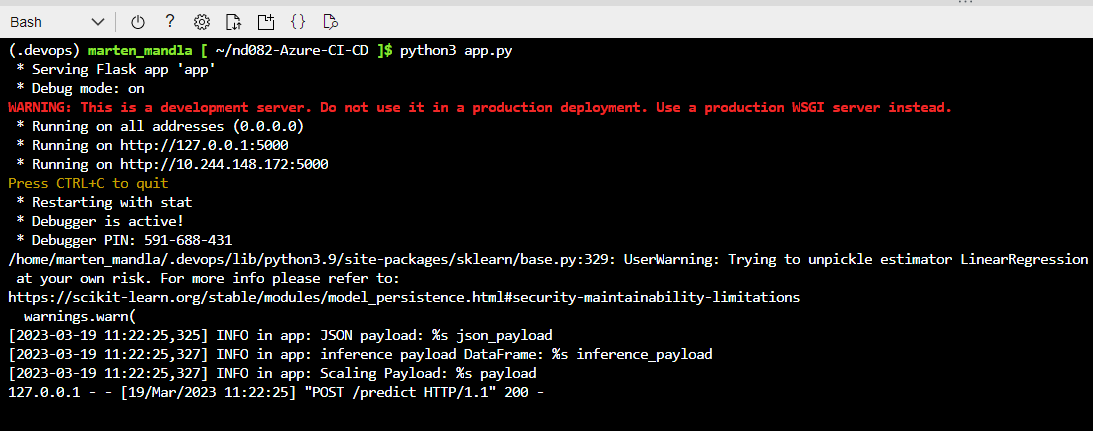 Bash
(.devops) marten_mandla [ ~/nd082-Azure-CI-CD ]$ python3 app.py
* Serving Flask app 'app'
* Debug mode: on
WARNING: This is a development server. Do not use it in a production deployment. Use a production WSGI server instead.
* Running on all addresses (0.0.0.0)
* Running on http://127.0.0.1:5000
* Running on http://10.244.148.172:5000
Press CTRL+C to quit
* Restarting with stat
* Debugger is active!
* Debugger PIN: 591-688-431
/home/marten_mandla/.devops/lib/python3.9/site-packages/sklearn/base.py:329: UserWarning: Trying to unpickle estimator LinearRegression
at your own risk. For more info please refer to:
https://scikit-learn.org/stable/modules/model_persistence.html#security-maintainability-limitations
warnings.warn(
[2023-03-19 11:22:25,325] INFO in app: JSON payload: %s json_payload
[2023-03-19 11:22:25,327] INFO in app: inference payload DataFrame: %s inference_payload
[2023-03-19 11:22:25,327] INFO in app: Scaling Payload: %s payload
127.0.0.1 - - [19/Mar/2023 11:22:25] "POST /predict HTTP/1.1" 200 -